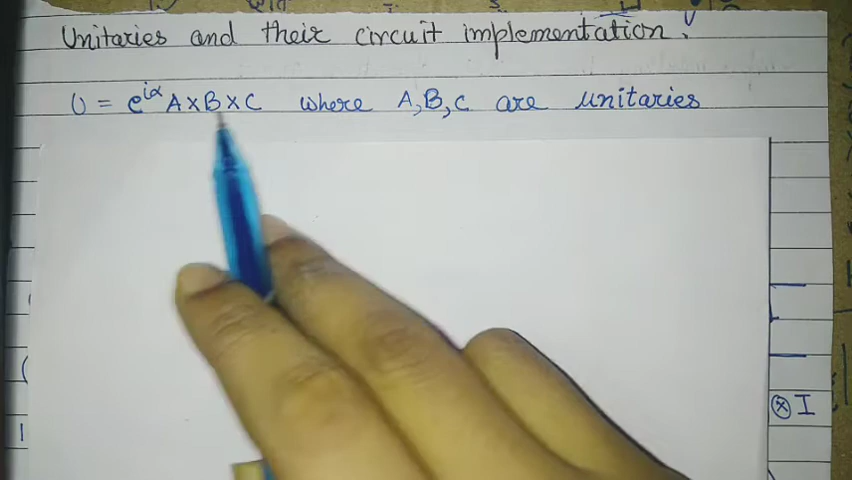 Unitaries and their circuit implementation.
U = e^{iα} A × B × C where A, B, C are unitaries
⊗ I